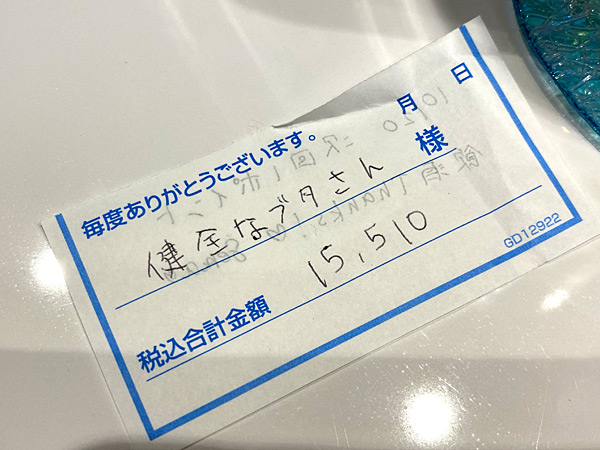 月 日
毎度ありがとうございます。
健全なブタさん 様
税込合計金額 15,510
GD12922